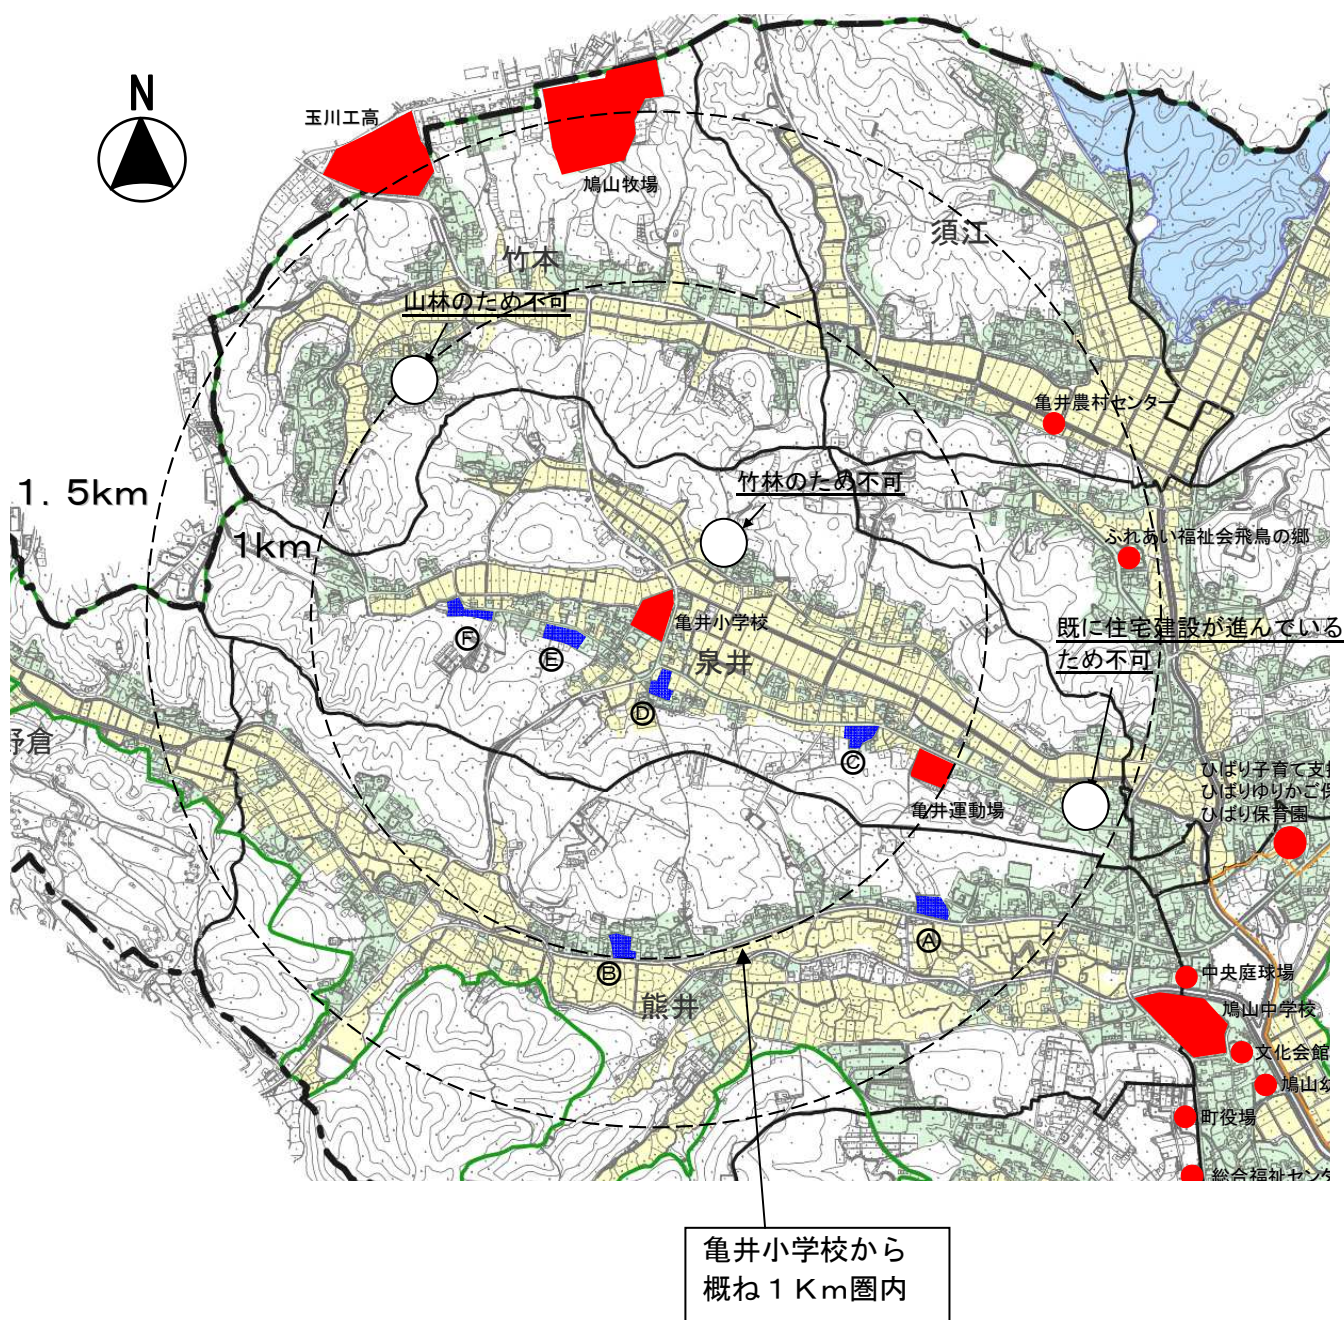 N
玉川工高
鳩山牧場
須江
竹本
山林のため不可
亀井農村センター
竹林のため不可
1.5km
1km
ふれあい福祉会飛鳥の郷
亀井小学校
既に住宅建設が進んでいる
ため不可
泉井
F
E
D
C
野倉
ひばり子育て支
ひばりゆりかご保
ひばり保育園
亀井運動場
A
B
中央庭球場
熊井
鳩山中学校
文化会館
鳩山幼
町役場
総合福祉センタ
亀井小学校から
概ね1Km圏内